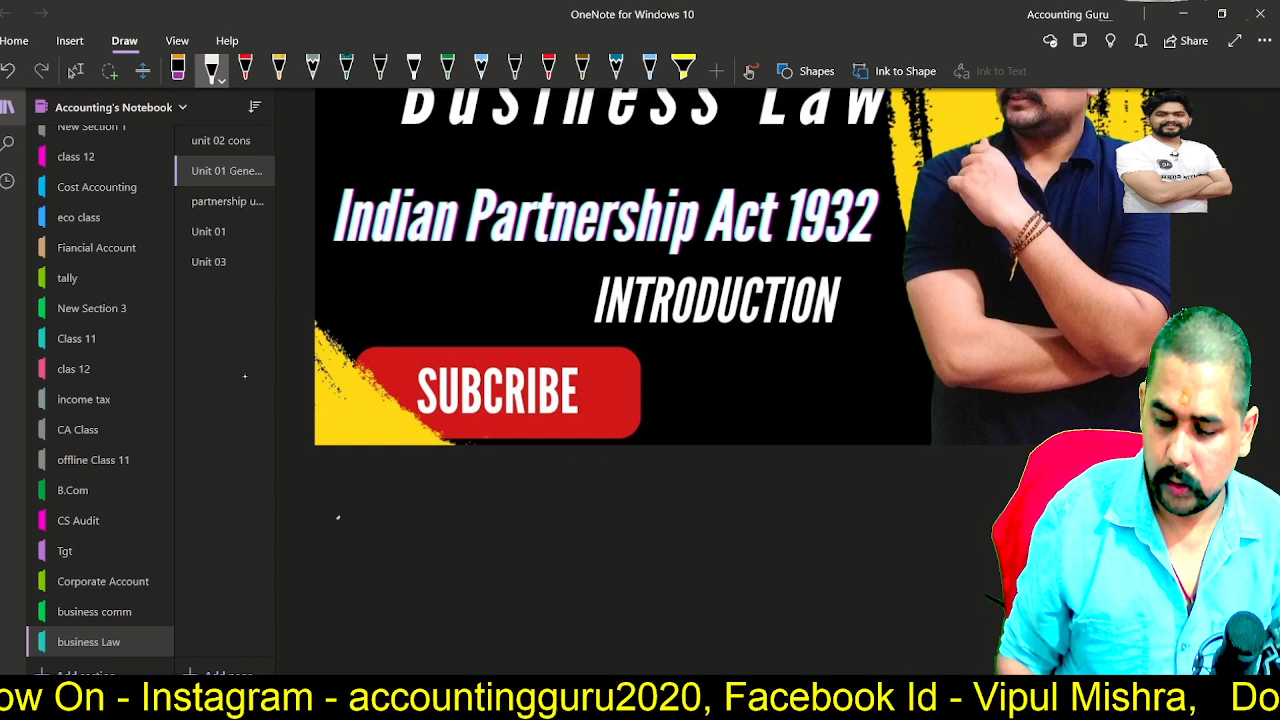 OneNote for Windows 10
Accounting Guru
Home
Insert
Draw
View
Help
Share
Shapes
Ink to Shape
Ink to Text
Accounting's Notebook
New Section 1
class 12
Cost Accounting
eco class
Fiancial Account
tally
New Section 3
Class 11
clas 12
income tax
CA Class
offline Class 11
B.Com
CS Audit
Tgt
Corporate Account
business comm
business Law
unit 02 cons
Unit 01 Gene...
partnership u...
Unit 01
Unit 03
Business Law
Indian Partnership Act 1932
INTRODUCTION
SUBCRIBE
ow On - Instagram - accountingguru2020, Facebook Id - Vipul Mishra, Do